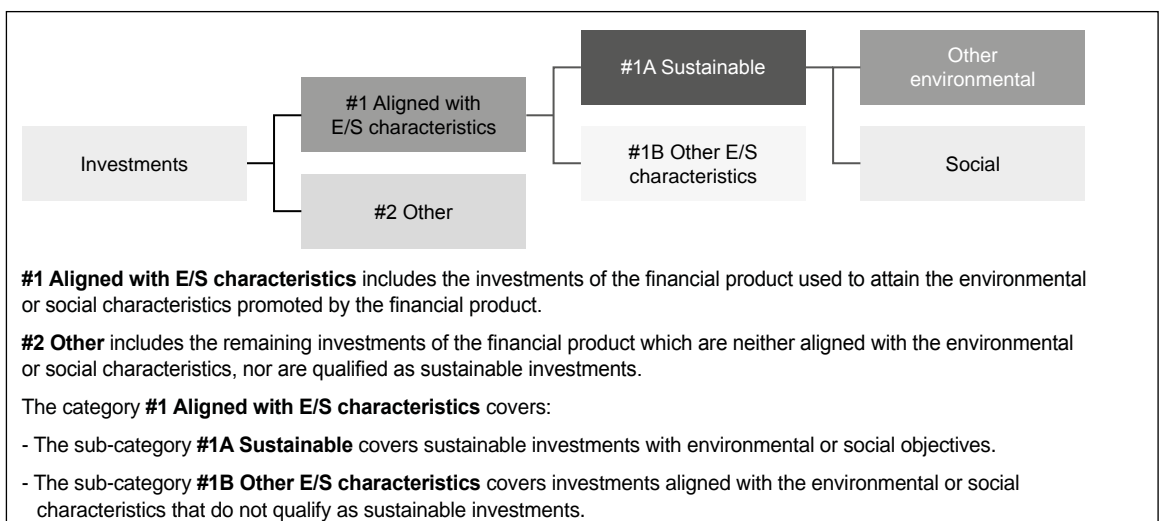 #1A Sustainable
Other
environmental
#1 Aligned with
E/S characteristics
Investments
#1B Other E/S
characteristics
Social
#2 Other
#1 Aligned with E/S characteristics includes the investments of the financial product used to attain the environmental
or social characteristics promoted by the financial product.
#2 Other includes the remaining investments of the financial product which are neither aligned with the environmental
or social characteristics, nor are qualified as sustainable investments.
The category #1 Aligned with E/S characteristics covers:
- The sub-category #1A Sustainable covers sustainable investments with environmental or social objectives.
- The sub-category #1B Other E/S characteristics covers investments aligned with the environmental or social
characteristics that do not qualify as sustainable investments.